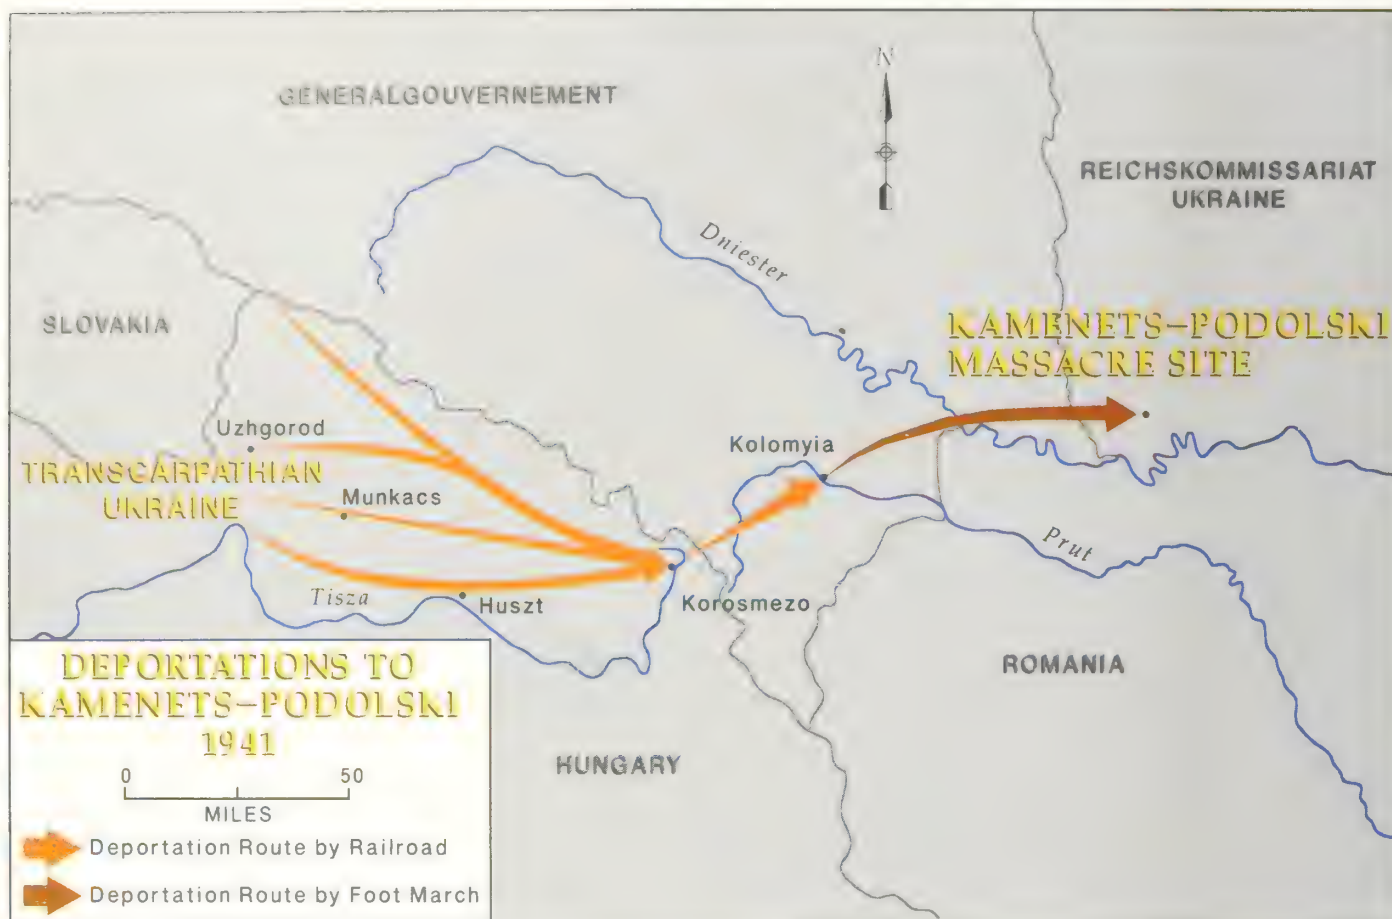 GENERALGOUVERNEMENT
N
REICHSKOMMISSARIAT
UKRAINE
Dniester
SLOVAKIA
KAMENETS–PODOLSKI
MASSACRE SITE
Uzhgorod
Kolomyia
TRANSCARPATHIAN
UKRAINE
Munkacs
Prut
Tisza
Huszt
Korosmezo
ROMANIA
HUNGARY
DEPORTATIONS TO
KAMENETS–PODOLSKI
1941
0 50
MILES
Deportation Route by Railroad
Deportation Route by Foot March